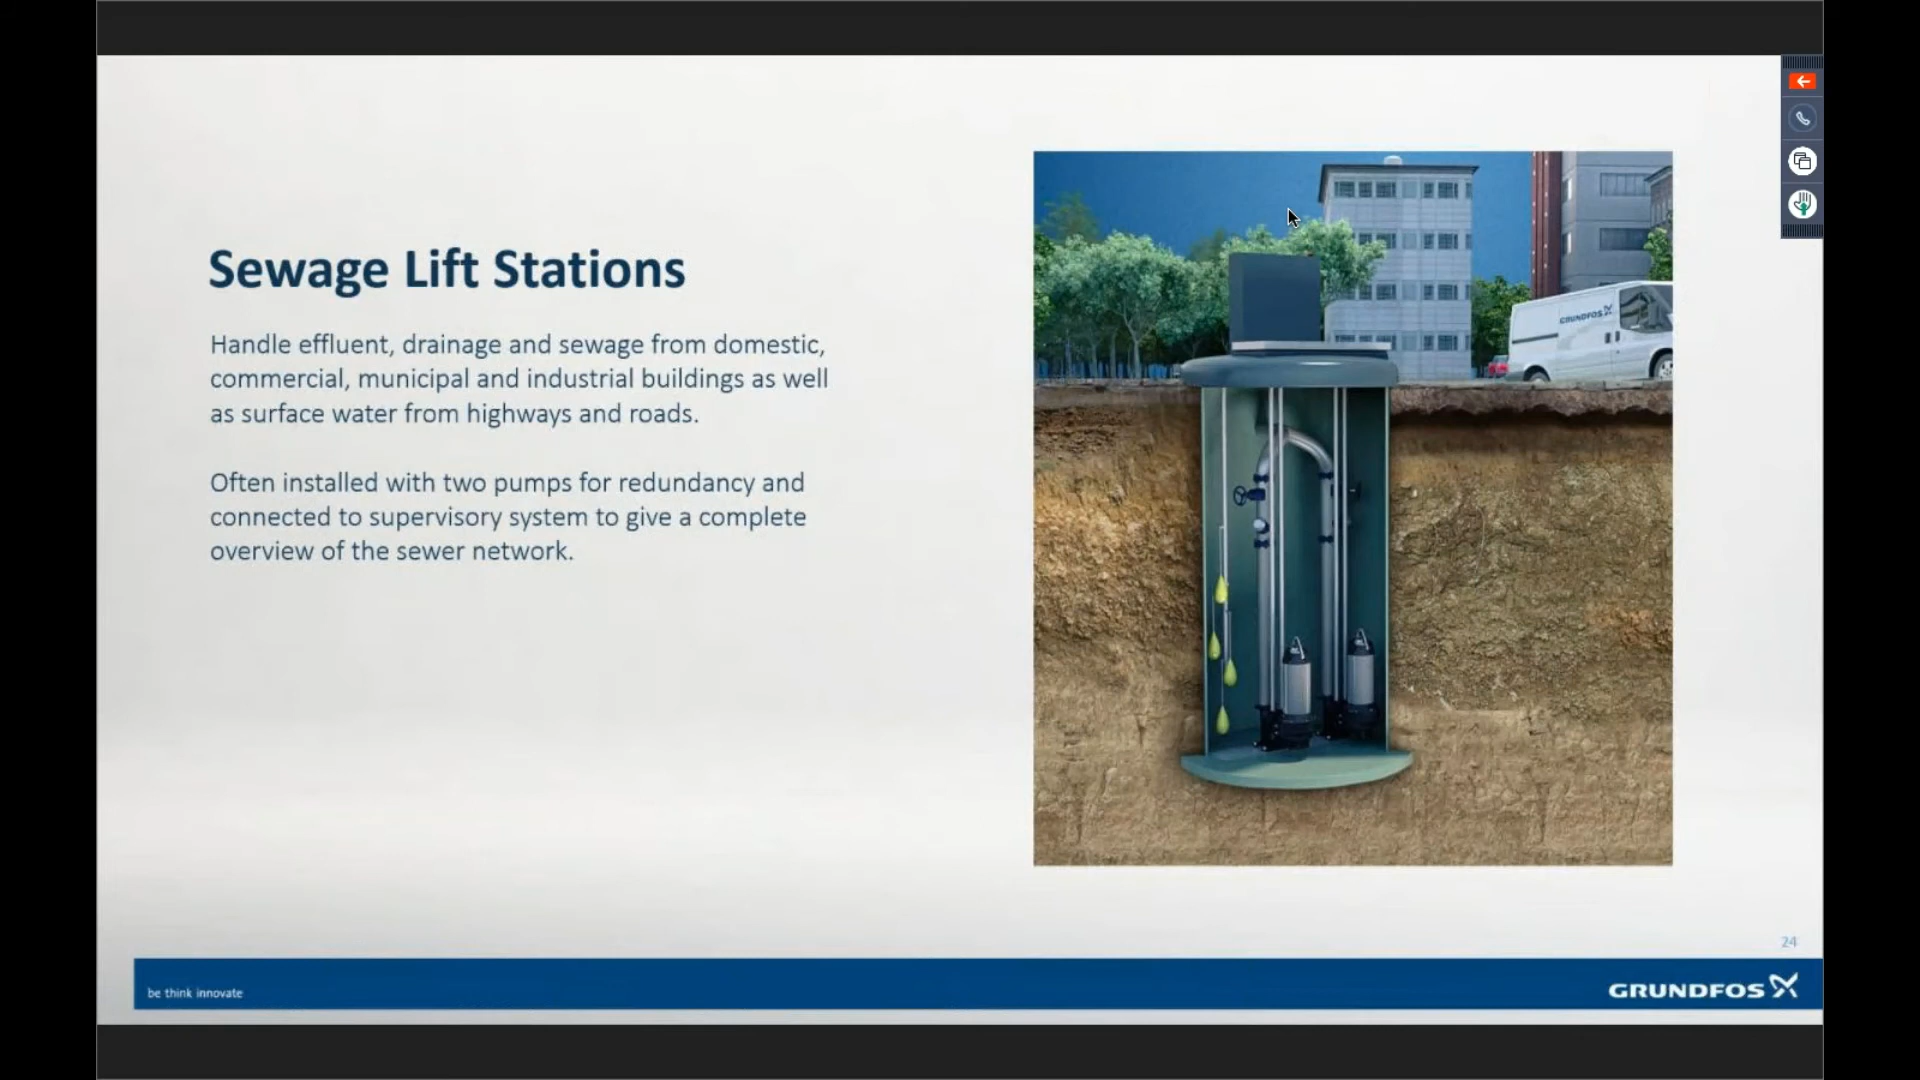 Sewage Lift Stations
Handle effluent, drainage and sewage from domestic,
commercial, municipal and industrial buildings as well
as surface water from highways and roads.
Often installed with two pumps for redundancy and
connected to supervisory system to give a complete
overview of the sewer network.
GRUNDFOS
24
be think innovate
GRUNDFOS